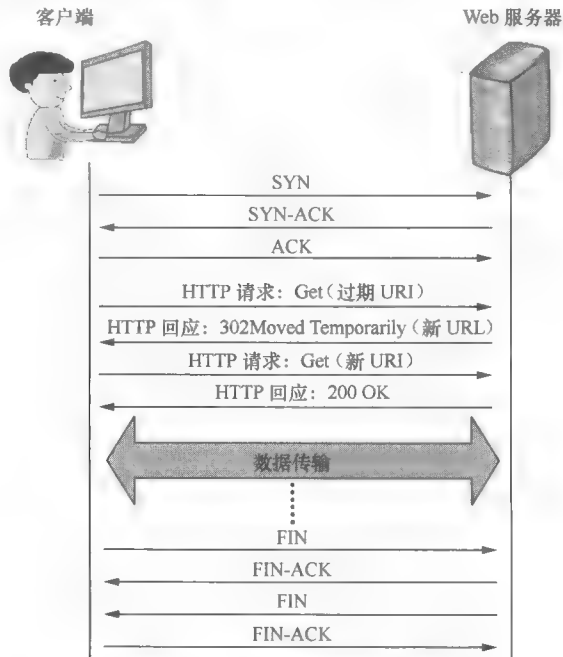 客户端
Web 服务器
SYN
SYN-ACK
ACK
HTTP 请求：Get（过期 URI）
HTTP 回应：302Moved Temporarily（新 URL）
HTTP 请求：Get（新 URI）
HTTP 回应：200 OK
数据传输
FIN
FIN-ACK
FIN
FIN-ACK